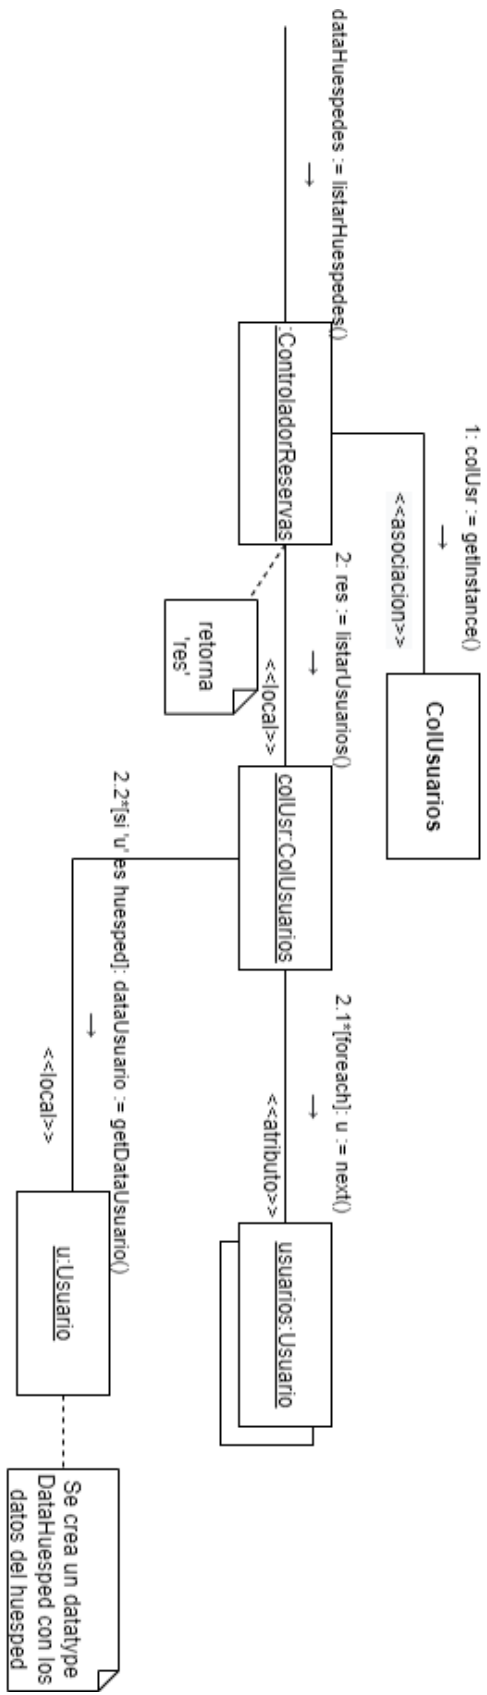 dataHuespedes := listarHuespedes()
→
:ControladorReservas
1: colUsr := getInstance()
→
<<asociacion>>
ColUsuarios
2: res := listarUsuarios()
→
<<local>>
retorna
'res'
colUsr:ColUsuarios
2.1*[foreach]: u := next()
→
<<atributo>>
usuarios:Usuario
2.2*[si 'u' es huesped]: dataUsuario := getDataUsuario()
→
<<local>>
u:Usuario
Se crea un datatype
DataHuesped con los
datos del huesped